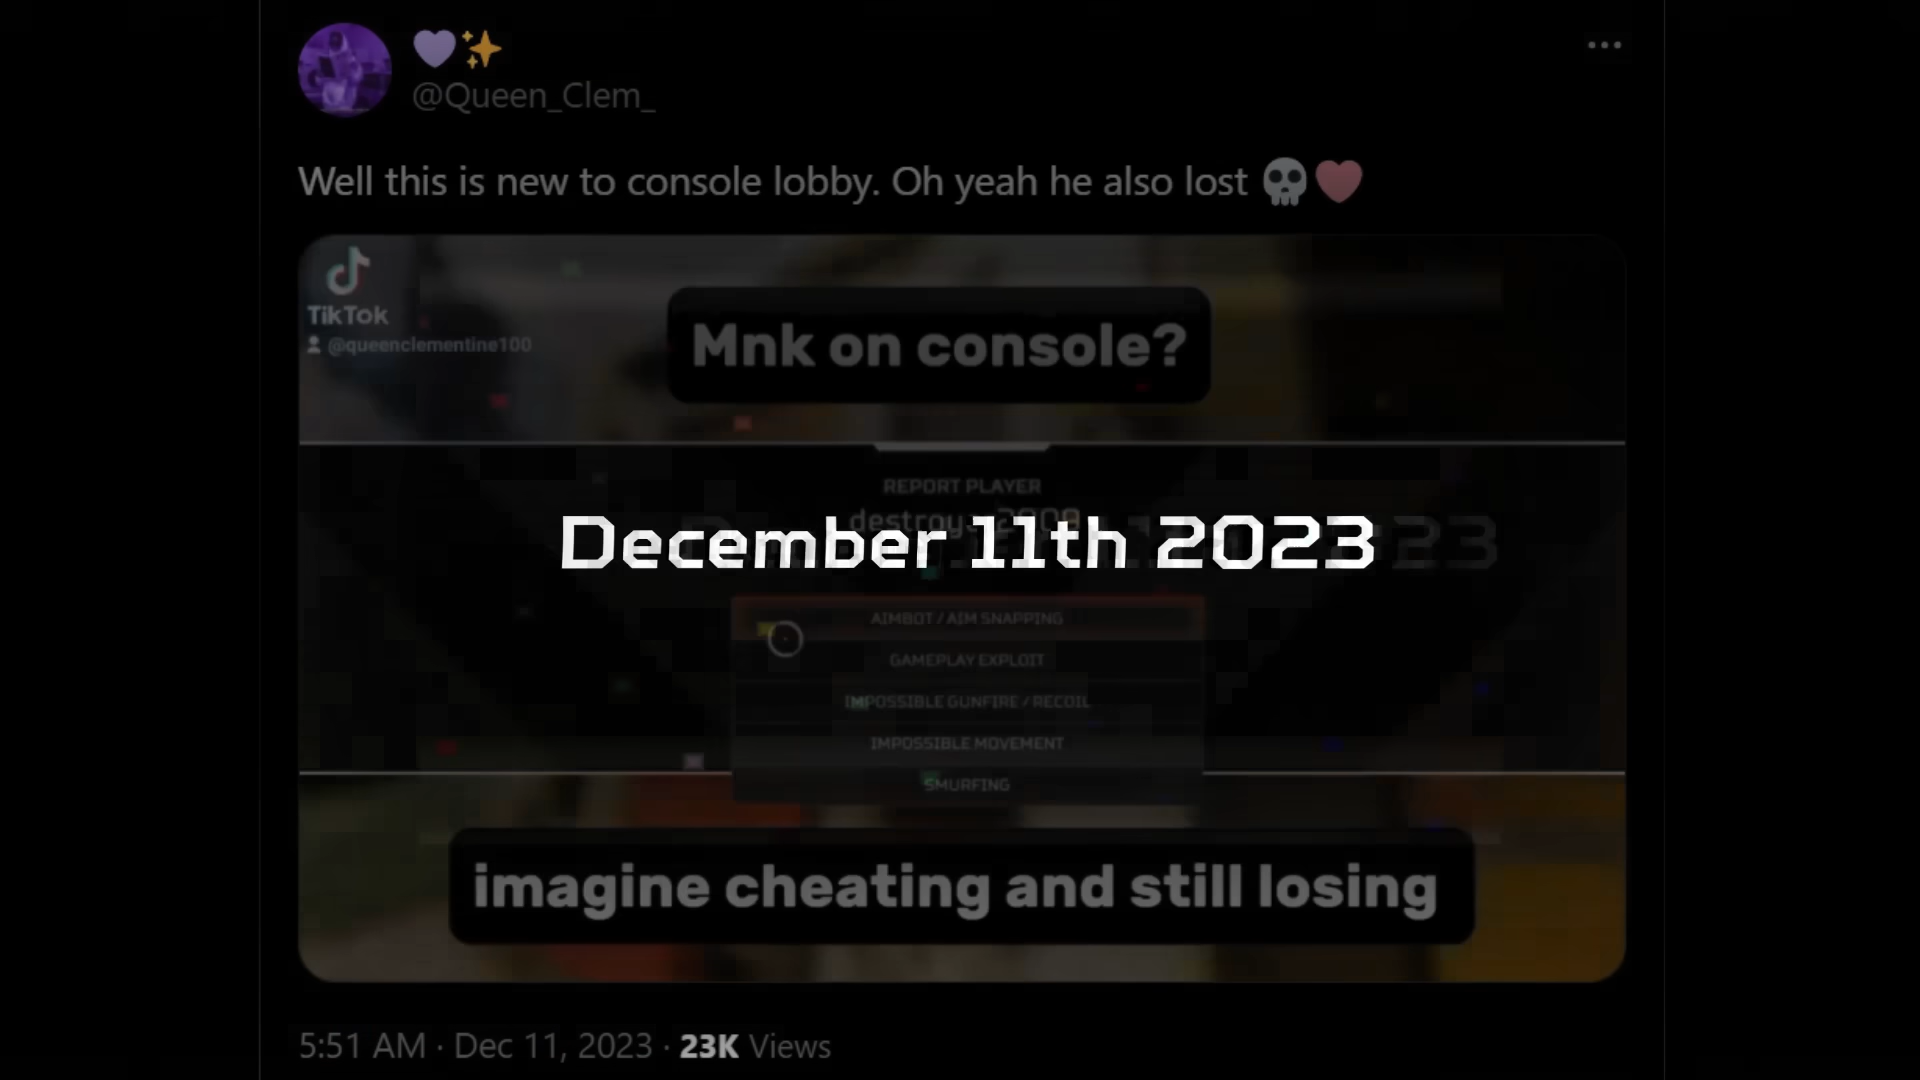 @Queen_Clem_
Well this is new to console lobby. Oh yeah he also lost 💀❤️
TikTok
@queenclementine100
Mnk on console?
REPORT PLAYER
December 11th 2023
AIMBOT / AIM SNAPPING
GAMEPLAY EXPLOIT
IMPOSSIBLE GUNFIRE / RECOIL
IMPOSSIBLE MOVEMENT
SMURFING
imagine cheating and still losing
5:51 AM · Dec 11, 2023 · 23K Views